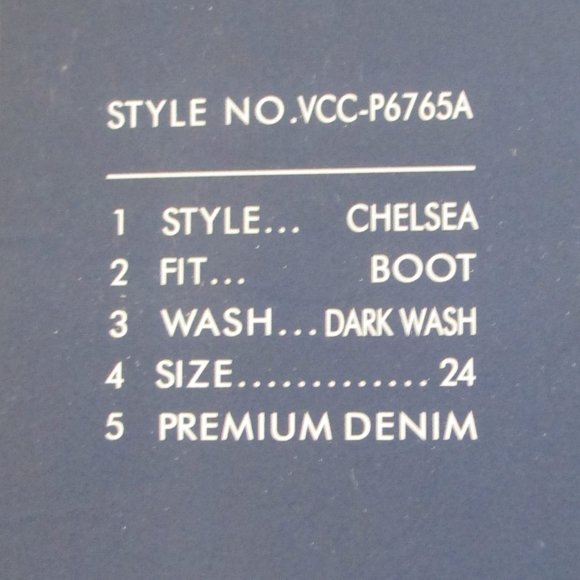 STYLE NO.VCC-P6765A
1 STYLE... CHELSEA
2 FIT... BOOT
3 WASH...DARK WASH
4 SIZE............. 24
5 PREMIUM DENIM